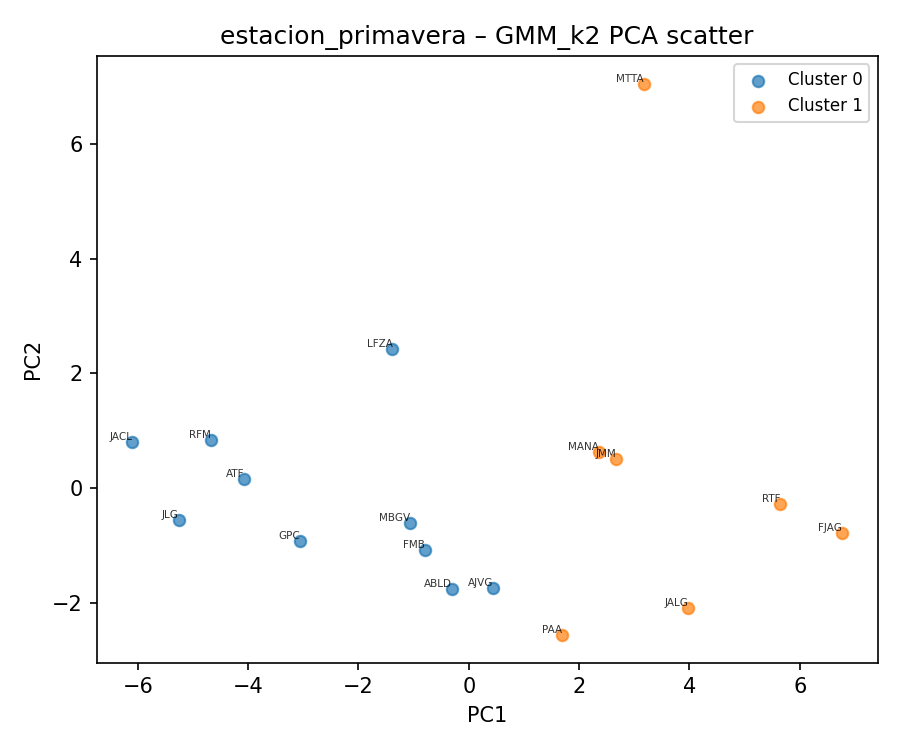 estacion_primavera – GMM_k2 PCA scatter
Cluster 0
Cluster 1
MTTA
LFZA
JACL
RFM
ATF
JLG
GPC
MBGV
FMB
ABLD
AJVG
MANA
JMM
RTF
FJAG
JALG
PAA
6
4
2
0
−2
PC2
−6
−4
−2
0
2
4
6
PC1